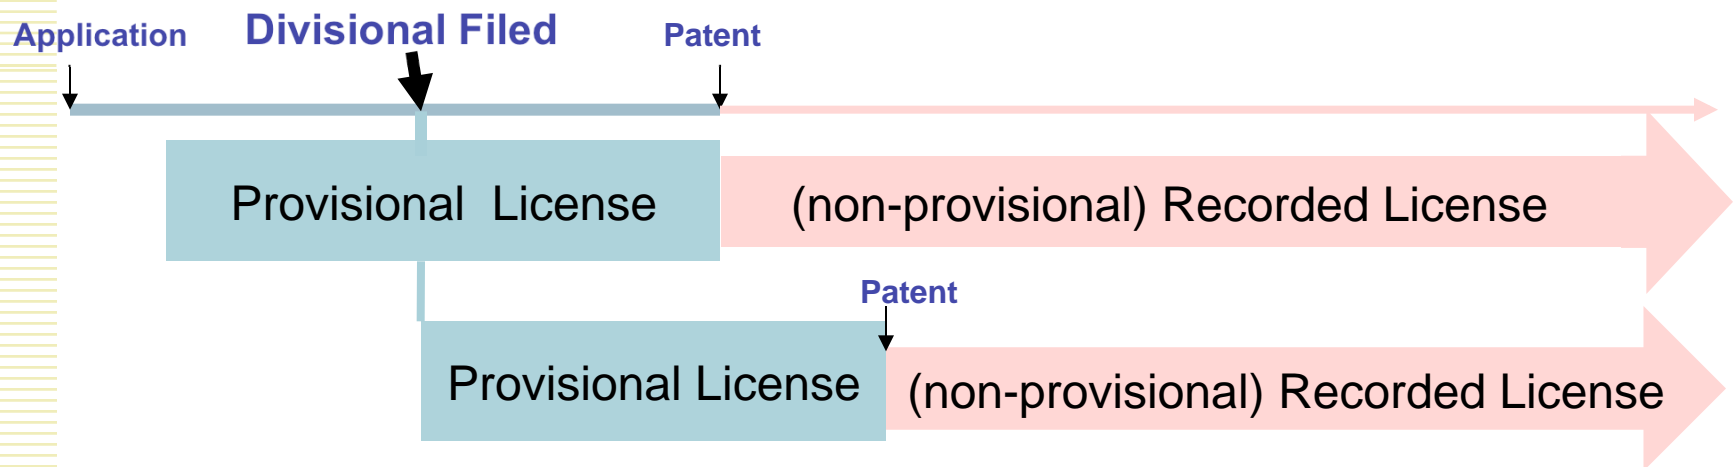 Application Divisional Filed Patent
Provisional License (non-provisional) Recorded License
Patent
Provisional License (non-provisional) Recorded License